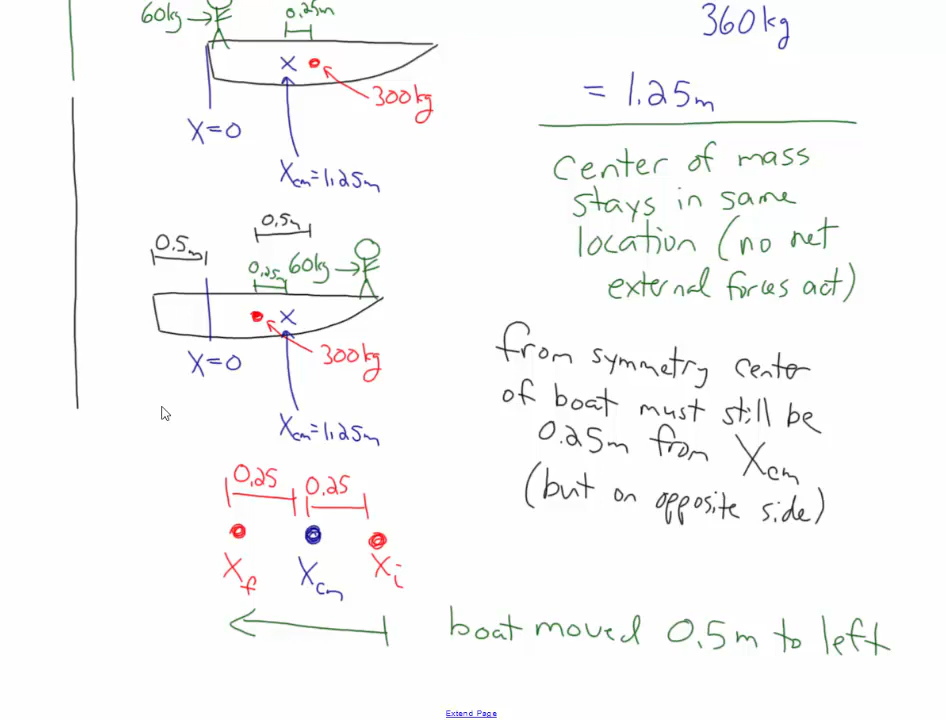 0.25m
60kg
300kg
X=0
Xcm=1.25m
360kg
= 1.25m
Center of mass
stays in same
location (no net
external forces act)
0.5m
0.5m
0.25m
60kg
300kg
X=0
Xcm=1.25m
from symmetry center
of boat must still be
0.25m from Xcm
(but on opposite side)
0.25
0.25
Xf
Xcm
Xi
boat moved 0.5m to left
Extend Page